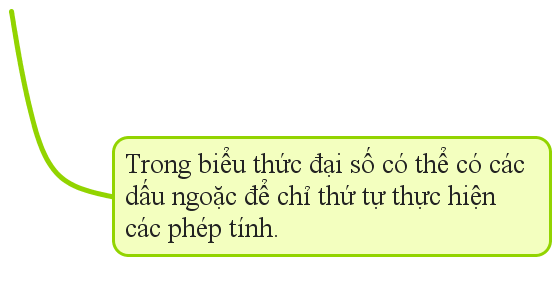 Trong biểu thức đại số có thể có các
dấu ngoặc để chỉ thứ tự thực hiện
các phép tính.